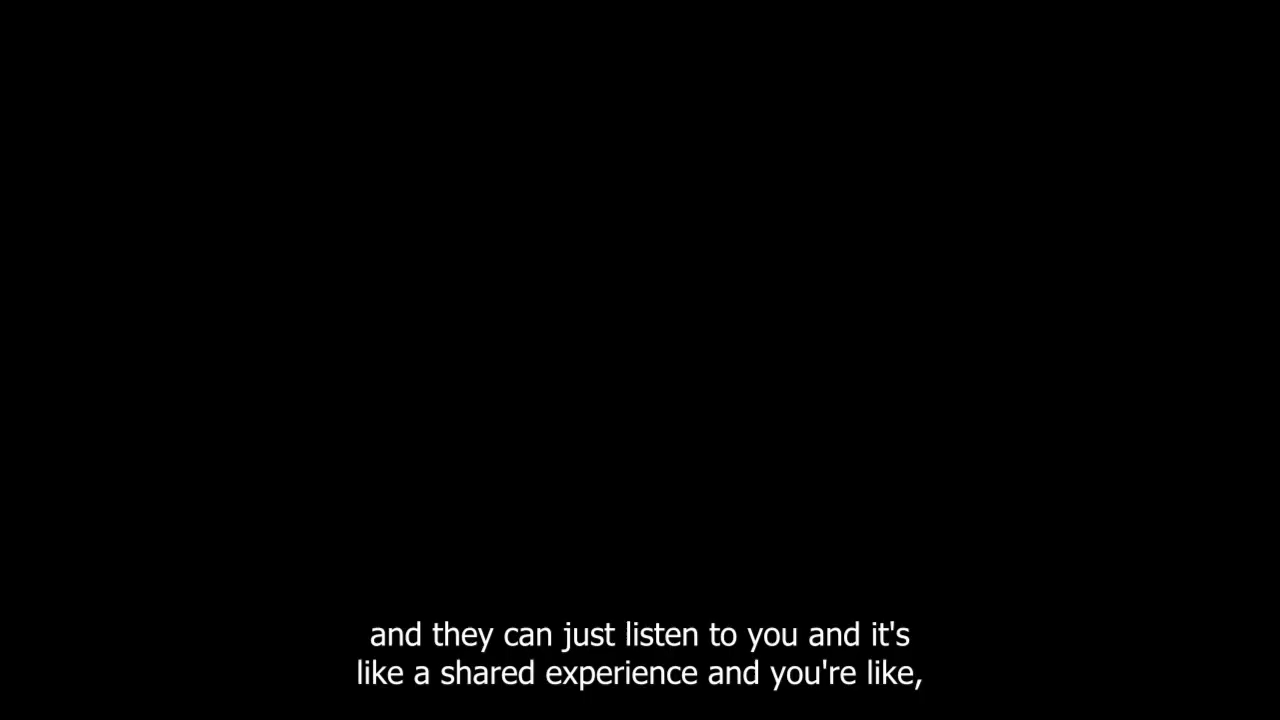 and they can just listen to you and it's
like a shared experience and you're like,